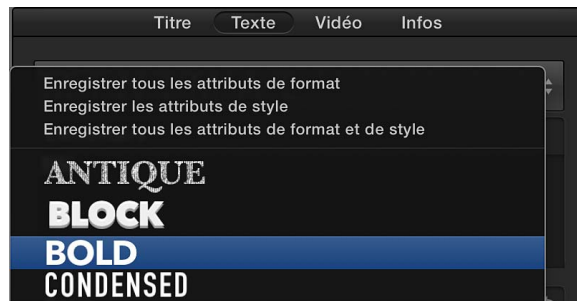 Titre Texte Vidéo Infos
Enregistrer tous les attributs de format
Enregistrer les attributs de style
Enregistrer tous les attributs de format et de style
ANTIQUE
BLOCK
BOLD
CONDENSED